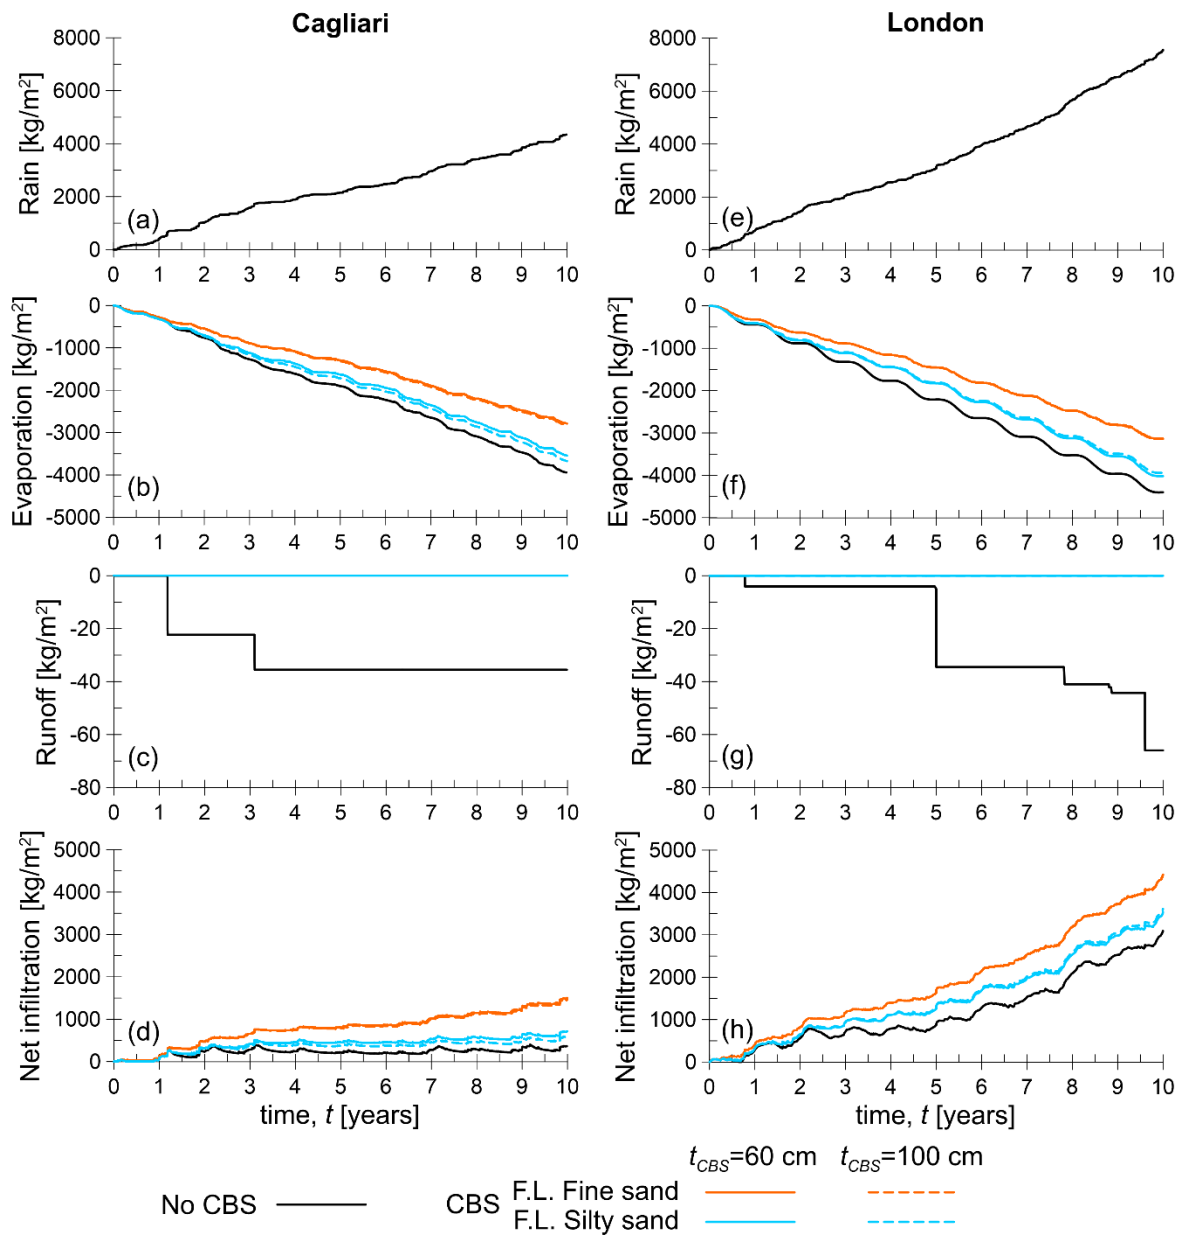 Cagliari
London
8000
6000
4000
2000
0
Rain [kg/m²]
(a)
0 1 2 3 4 5 6 7 8 9 10
8000
6000
4000
2000
0
Rain [kg/m²]
(e)
0 1 2 3 4 5 6 7 8 9 10
0
-1000
-2000
-3000
-4000
-5000
Evaporation [kg/m²]
(b)
0 1 2 3 4 5 6 7 8 9 10
0
-1000
-2000
-3000
-4000
-5000
Evaporation [kg/m²]
(f)
0 1 2 3 4 5 6 7 8 9 10
0
-20
-40
-60
-80
Runoff [kg/m²]
(c)
0 1 2 3 4 5 6 7 8 9 10
0
-20
-40
-60
-80
Runoff [kg/m²]
(g)
0 1 2 3 4 5 6 7 8 9 10
5000
4000
3000
2000
1000
0
Net infiltration [kg/m²]
(d)
0 1 2 3 4 5 6 7 8 9 10
time, t [years]
5000
4000
3000
2000
1000
0
Net infiltration [kg/m²]
(h)
0 1 2 3 4 5 6 7 8 9 10
time, t [years]
tCBS=60 cm tCBS=100 cm
No CBS
CBS
F.L. Fine sand
F.L. Silty sand